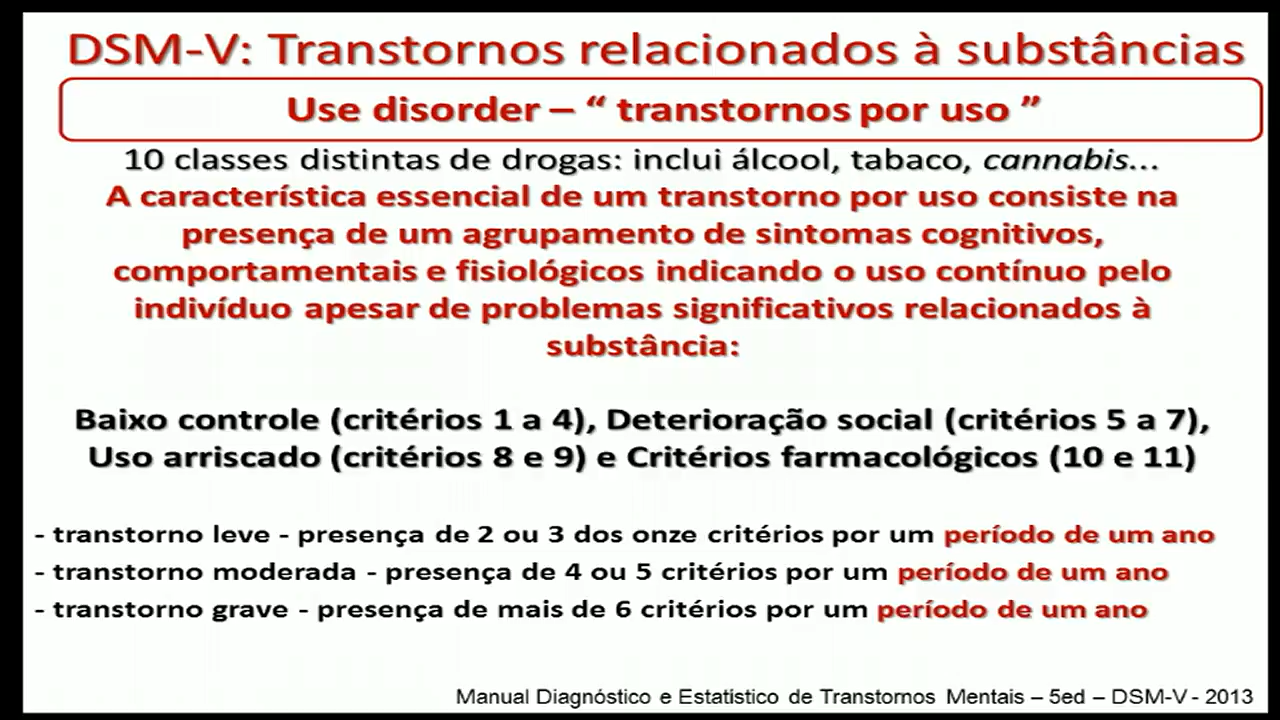 DSM-V: Transtornos relacionados à substâncias
Use disorder – “ transtornos por uso ”
10 classes distintas de drogas: inclui álcool, tabaco, cannabis...
A característica essencial de um transtorno por uso consiste na
presença de um agrupamento de sintomas cognitivos,
comportamentais e fisiológicos indicando o uso contínuo pelo
indivíduo apesar de problemas significativos relacionados à
substância:
Baixo controle (critérios 1 a 4), Deterioração social (critérios 5 a 7),
Uso arriscado (critérios 8 e 9) e Critérios farmacológicos (10 e 11)
- transtorno leve - presença de 2 ou 3 dos onze critérios por um período de um ano
- transtorno moderada - presença de 4 ou 5 critérios por um período de um ano
- transtorno grave - presença de mais de 6 critérios por um período de um ano
Manual Diagnóstico e Estatístico de Transtornos Mentais – 5ed – DSM-V - 2013